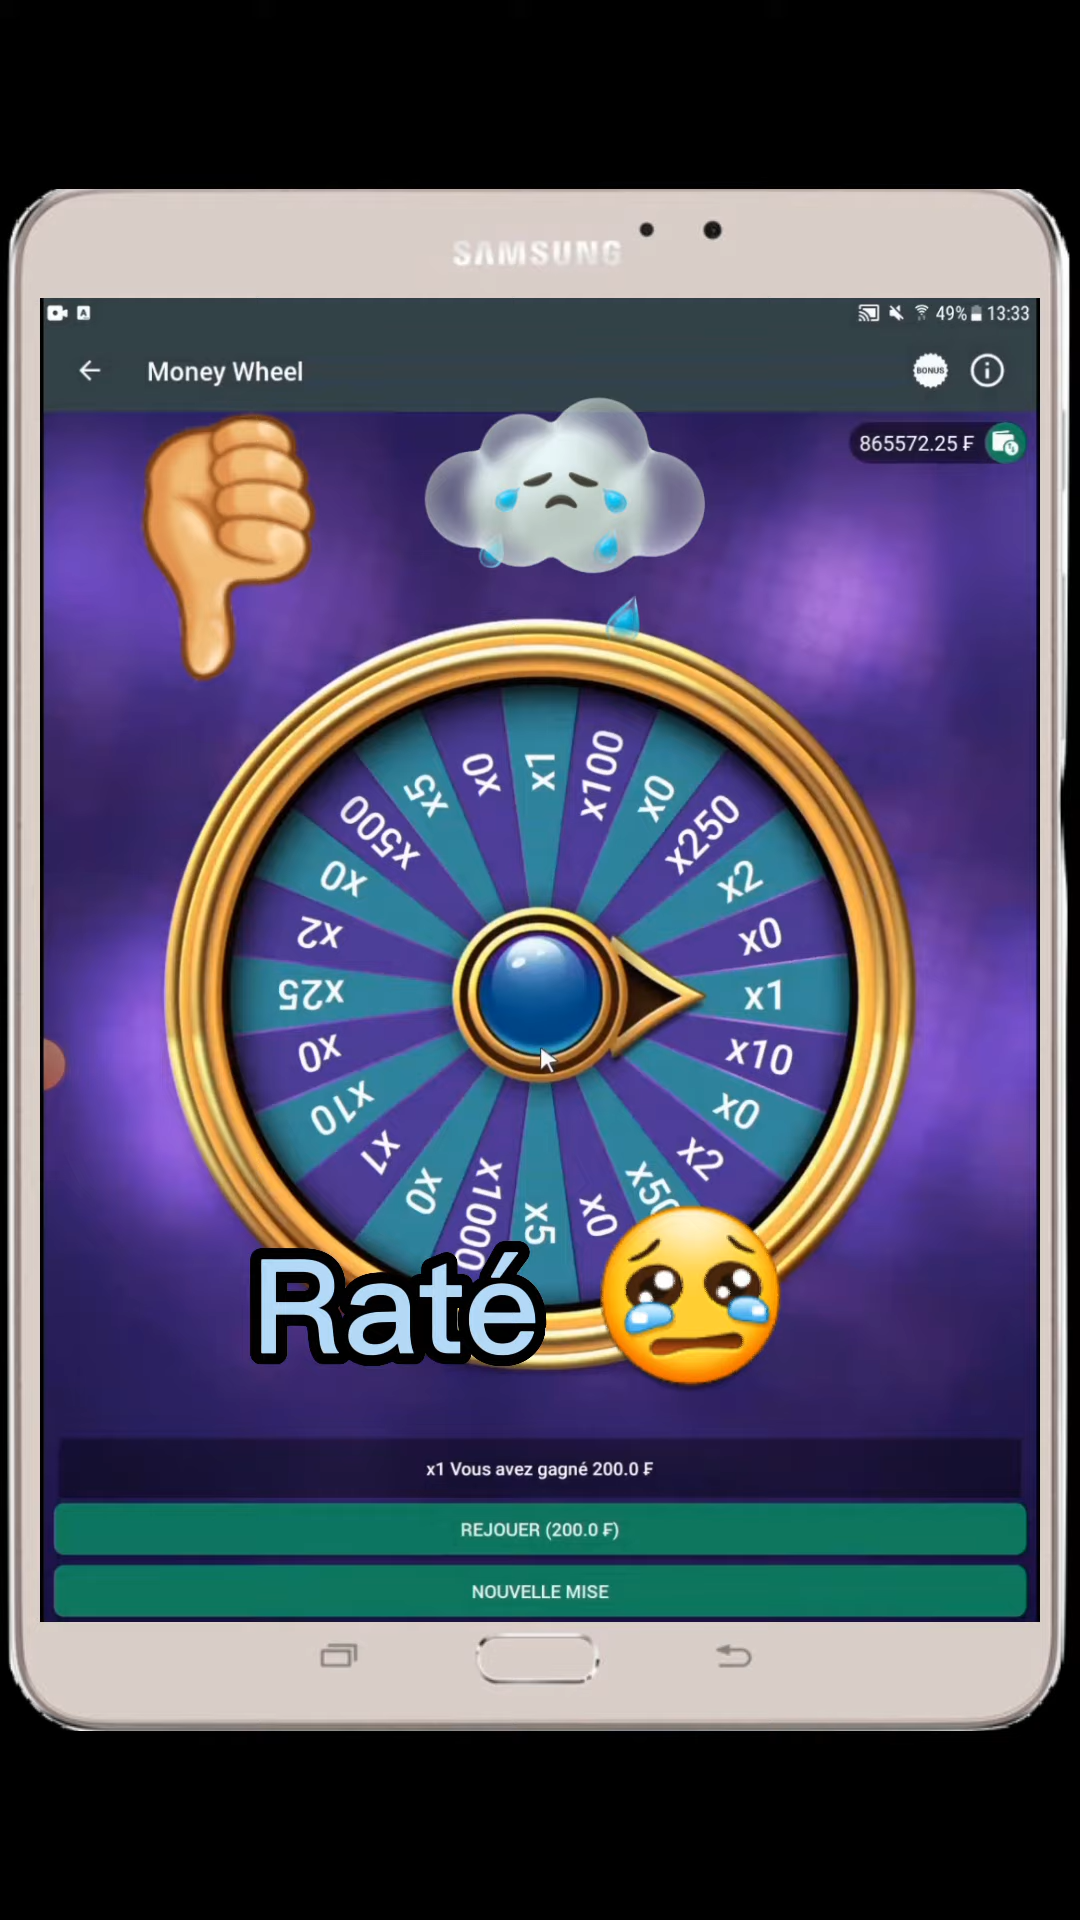 SAMSUNG
A
49%
13:33
Money Wheel
BONUS
865572.25 ₣
x1
x100
x0
x250
x2
x0
x1
x10
x0
x2
x0
x5
x1000
x0
x1
x10
x0
x25
x2
x0
x500
x5
x0
Raté
x1 Vous avez gagné 200.0 ₣
REJOUER (200.0 ₣)
NOUVELLE MISE